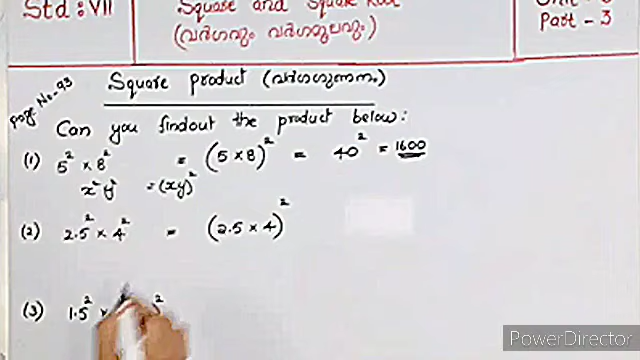 Std : VII
Square and Square Root
(വർഗവും വർഗമൂലവും)
Part - 3
Page No-93
Square product (വർഗഗുണനം)
Can you findout the product below:
(1) 5² × 8² = (5 × 8)² = 40² = 1600
x² y² = (xy)²
(2) 2.5² × 4² = (2.5 × 4)²
(3) 1.5² ×
PowerDirector